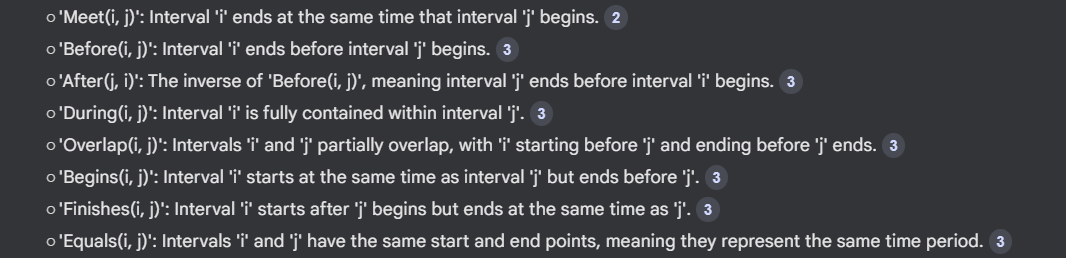 ○ 'Meet(i, j)': Interval 'i' ends at the same time that interval 'j' begins. 2
○ 'Before(i, j)': Interval 'i' ends before interval 'j' begins. 3
○ 'After(j, i)': The inverse of 'Before(i, j)', meaning interval 'j' ends before interval 'i' begins. 3
○ 'During(i, j)': Interval 'i' is fully contained within interval 'j'. 3
○ 'Overlap(i, j)': Intervals 'i' and 'j' partially overlap, with 'i' starting before 'j' and ending before 'j' ends. 3
○ 'Begins(i, j)': Interval 'i' starts at the same time as interval 'j' but ends before 'j'. 3
○ 'Finishes(i, j)': Interval 'i' starts after 'j' begins but ends at the same time as 'j'. 3
○ 'Equals(i, j)': Intervals 'i' and 'j' have the same start and end points, meaning they represent the same time period. 3